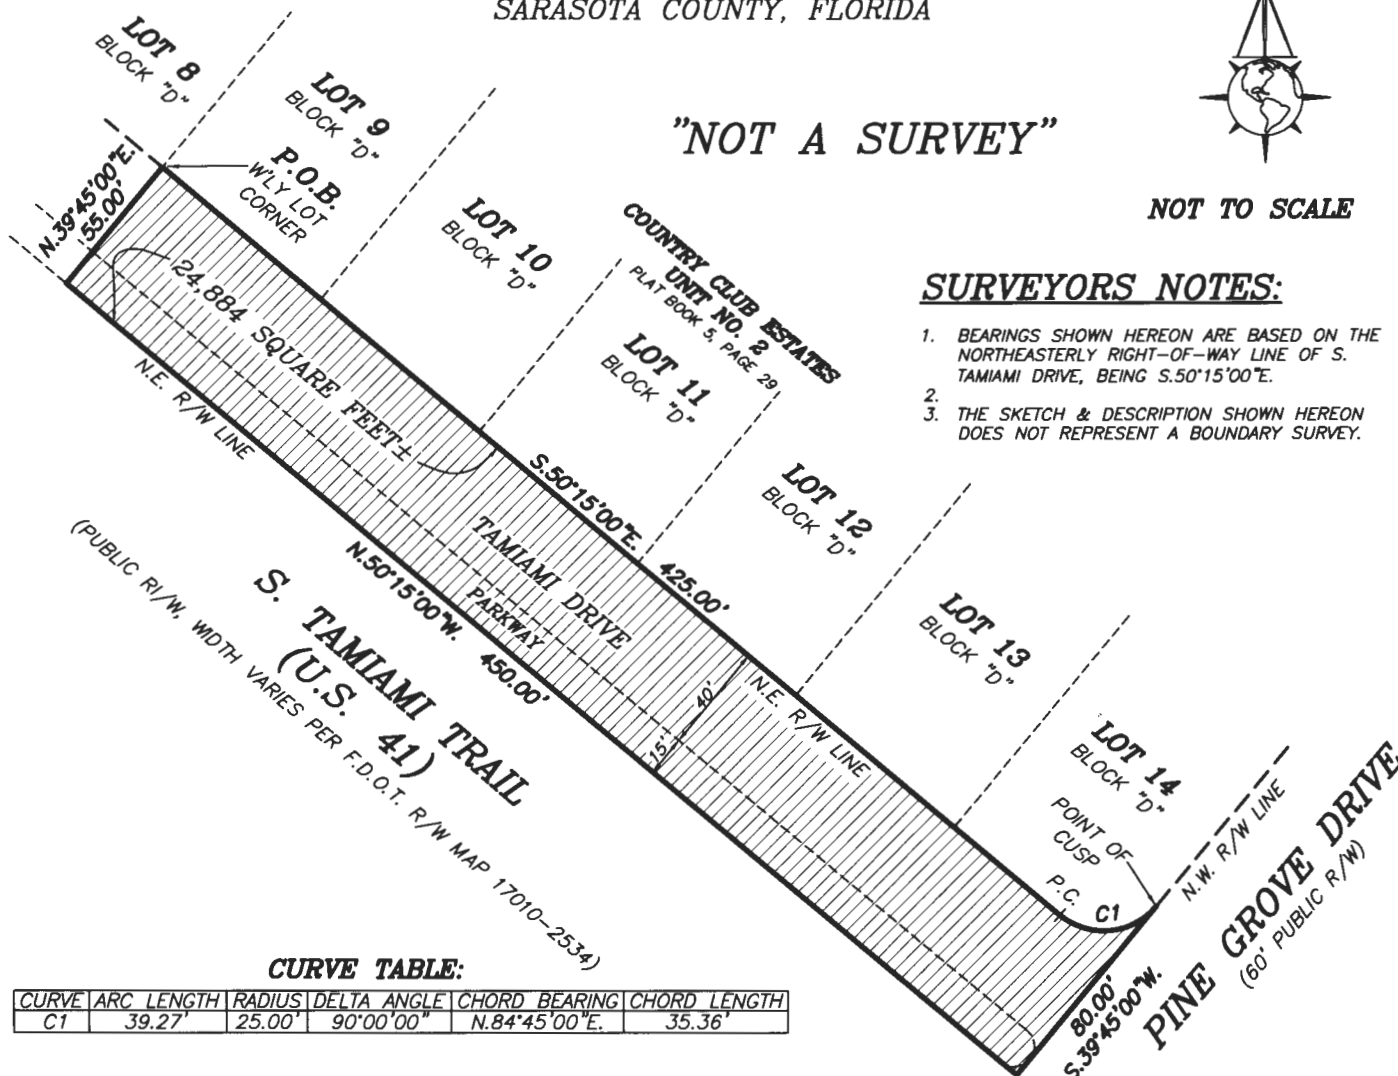 SARASOTA COUNTY, FLORIDA
"NOT A SURVEY"
NOT TO SCALE
SURVEYORS NOTES:
1. BEARINGS SHOWN HEREON ARE BASED ON THE
NORTHEASTERLY RIGHT-OF-WAY LINE OF S.
TAMIAMI DRIVE, BEING S.50°15'00"E.
2.
3. THE SKETCH & DESCRIPTION SHOWN HEREON
DOES NOT REPRESENT A BOUNDARY SURVEY.
LOT 8
BLOCK "D"
LOT 9
BLOCK "D"
P.O.B.
W'LY LOT
CORNER
N.39°45'00"E.
55.00'
LOT 10
BLOCK "D"
COUNTRY CLUB ESTATES
UNIT NO. 2
PLAT BOOK 5, PAGE 29
LOT 11
BLOCK "D"
LOT 12
BLOCK "D"
LOT 13
BLOCK "D"
LOT 14
BLOCK "D"
24,884 SQUARE FEET±
N.E. R/W LINE
S.50°15'00"E.
425.00'
TAMIAMI DRIVE
PARKWAY
N.50°15'00"W.
450.00'
40'
15'
N.E. R/W LINE
S. TAMIAMI TRAIL
(U.S. 41)
(PUBLIC RI/W, WIDTH VARIES PER F.D.O.T. R/W MAP 17010-2534)
POINT OF
CUSP
P.C.
C1
N.W. R/W LINE
PINE GROVE DRIVE
(60' PUBLIC R/W)
80.00'
S.39°45'00"W.
CURVE TABLE:
CURVE ARC LENGTH RADIUS DELTA ANGLE CHORD BEARING CHORD LENGTH
C1 39.27' 25.00' 90°00'00" N.84°45'00"E. 35.36'